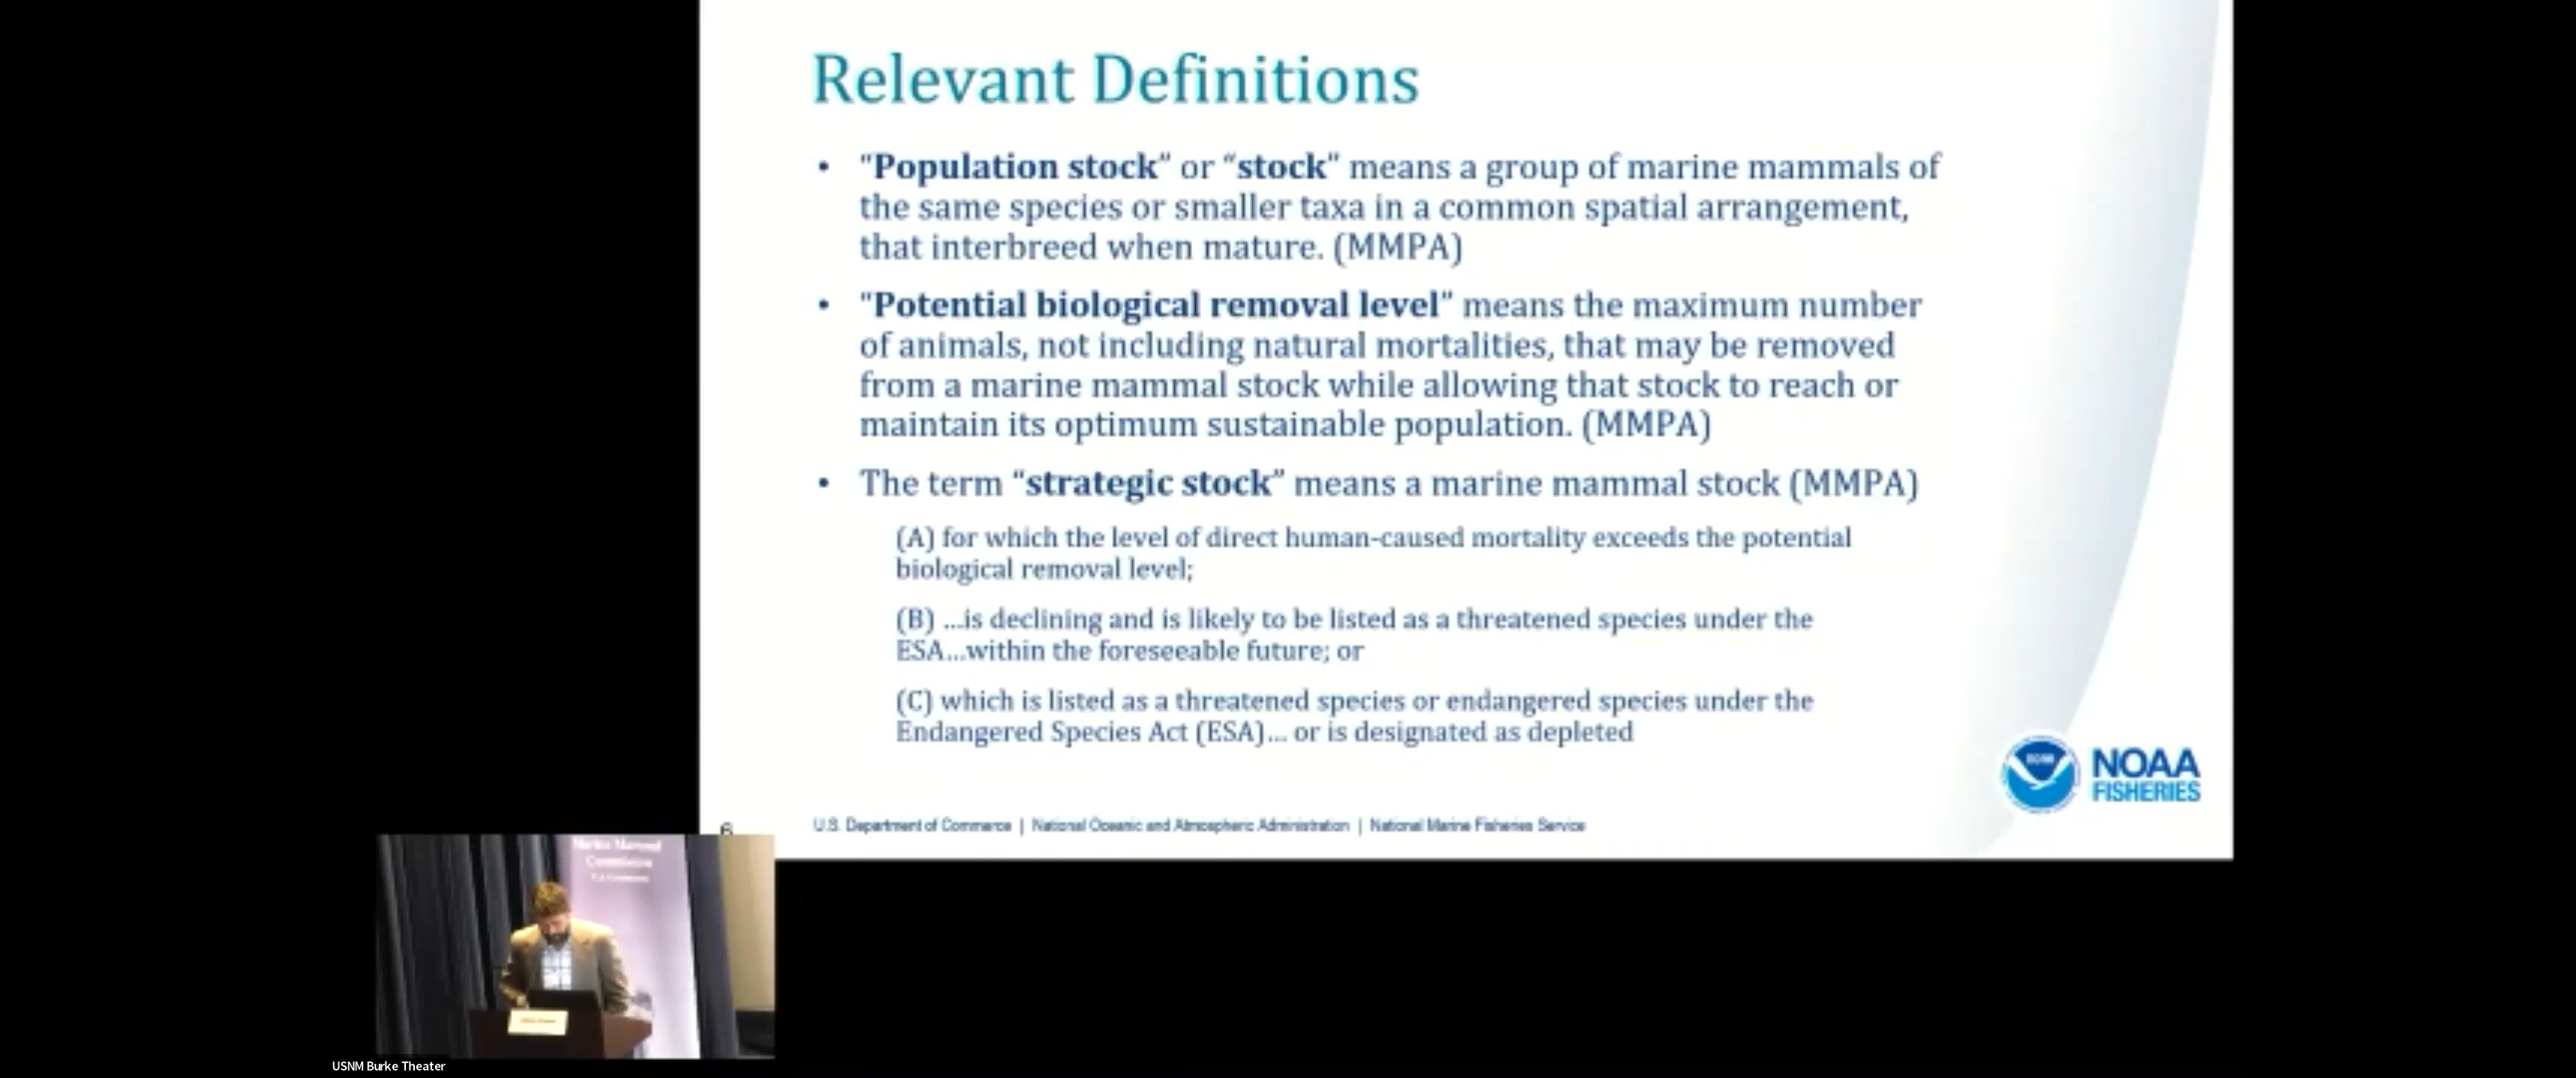 Relevant Definitions
• "Population stock" or "stock" means a group of marine mammals of
the same species or smaller taxa in a common spatial arrangement,
that interbreed when mature. (MMPA)
• "Potential biological removal level" means the maximum number
of animals, not including natural mortalities, that may be removed
from a marine mammal stock while allowing that stock to reach or
maintain its optimum sustainable population. (MMPA)
• The term "strategic stock" means a marine mammal stock (MMPA)
(A) for which the level of direct human-caused mortality exceeds the potential
biological removal level;
(B) ...is declining and is likely to be listed as a threatened species under the
ESA...within the foreseeable future; or
(C) which is listed as a threatened species or endangered species under the
Endangered Species Act (ESA)... or is designated as depleted
NOAA
FISHERIES
6
U.S. Department of Commerce | National Oceanic and Atmospheric Administration | National Marine Fisheries Service
Marine Mammal
Commission
USNM Burke Theater